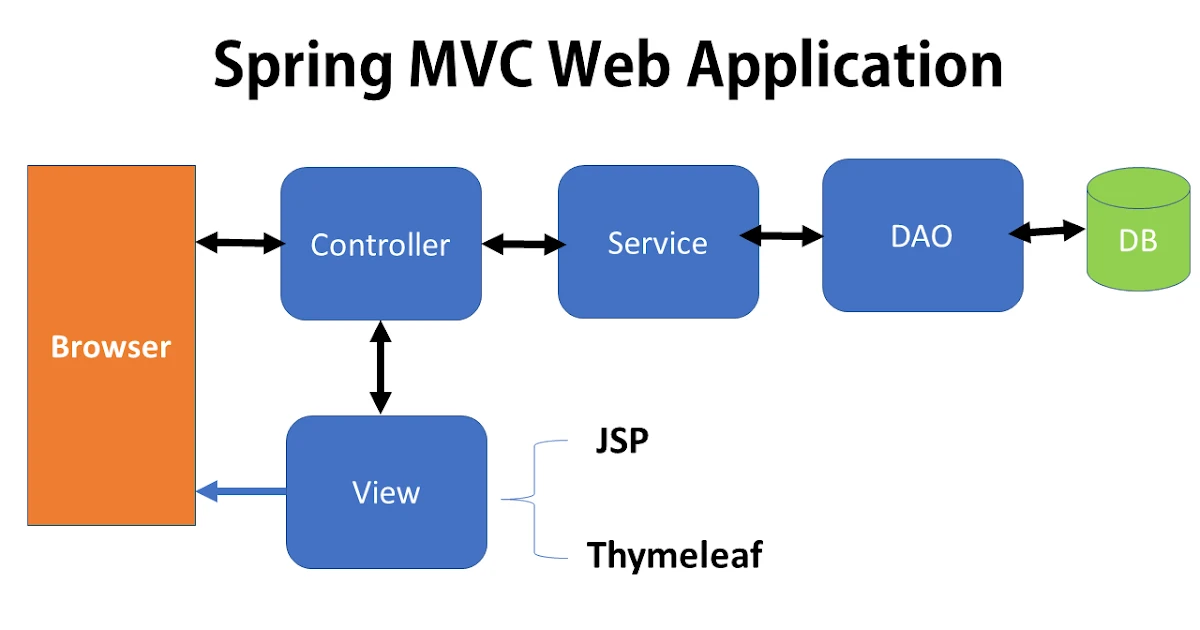 Spring MVC Web Application
Browser
Controller
Service
DAO
DB
View
JSP
Thymeleaf